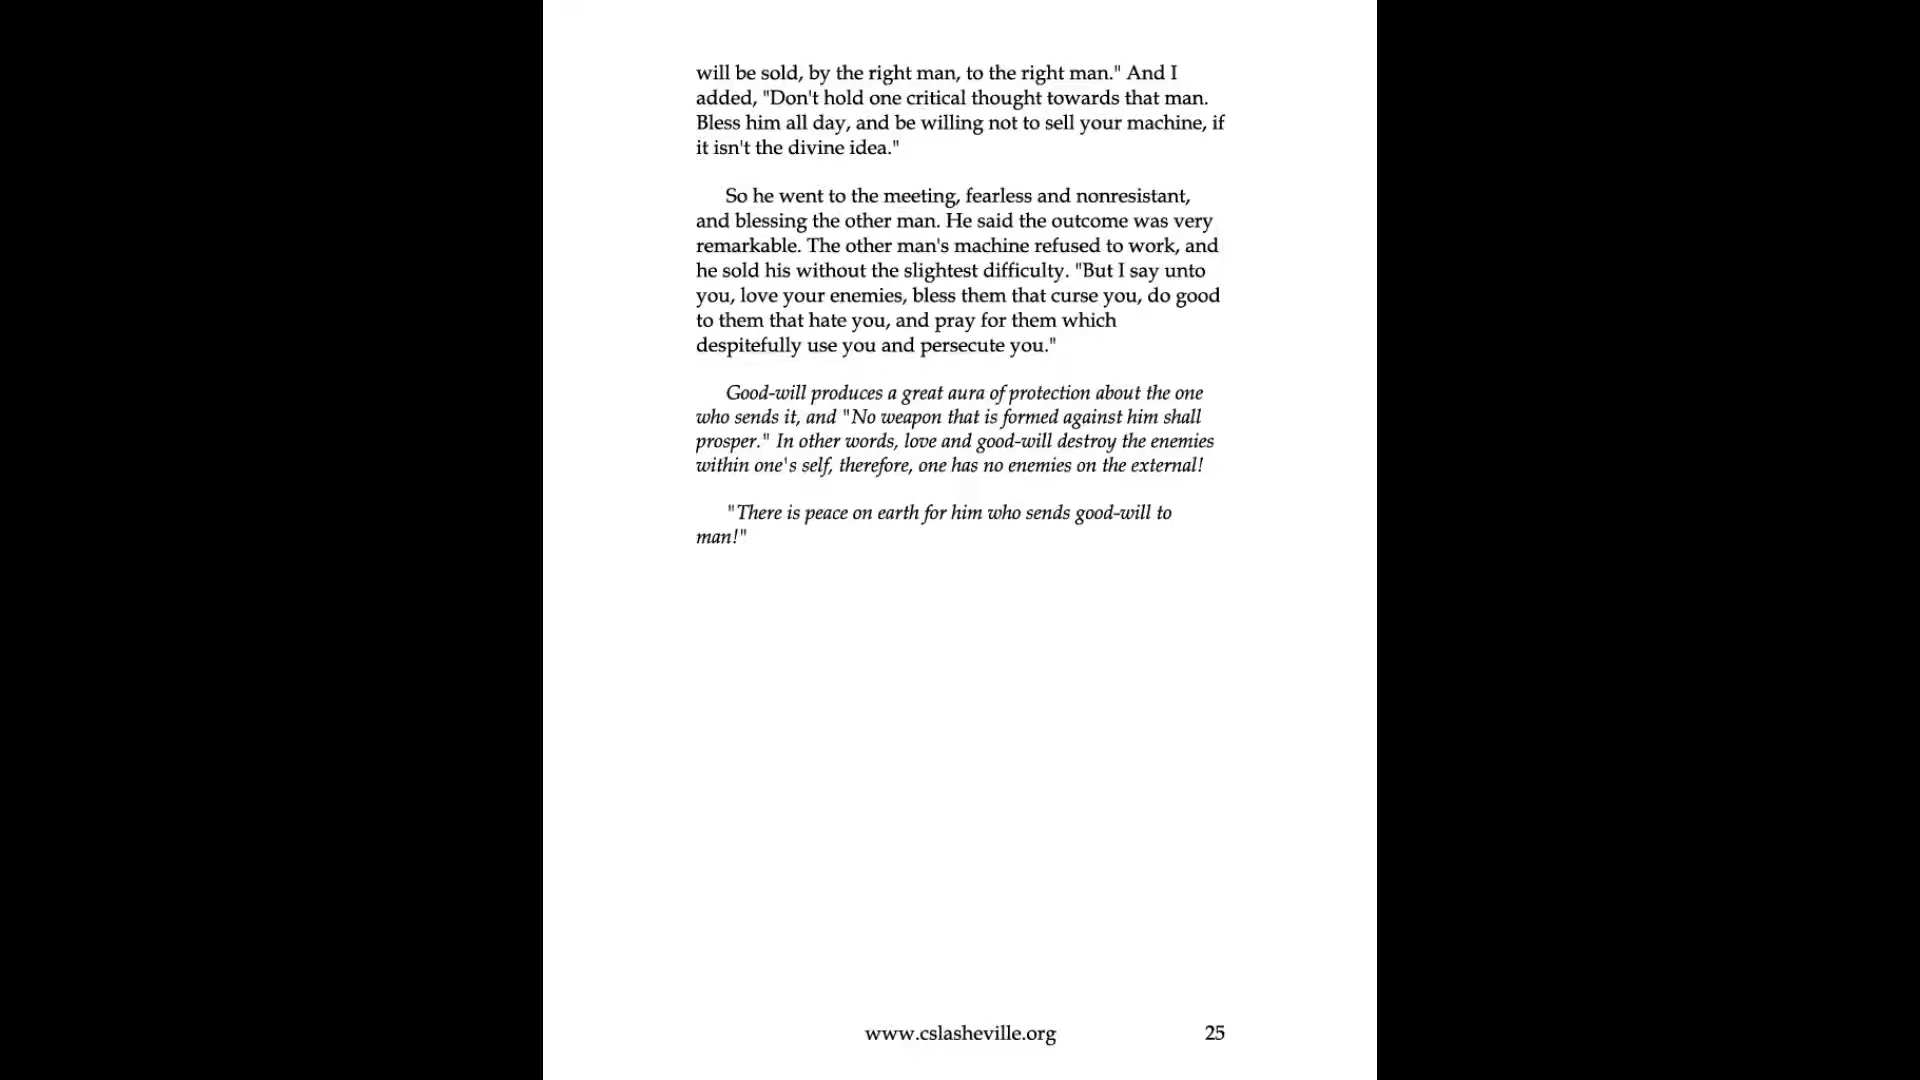 will be sold, by the right man, to the right man." And I
added, "Don't hold one critical thought towards that man.
Bless him all day, and be willing not to sell your machine, if
it isn't the divine idea."
So he went to the meeting, fearless and nonresistant,
and blessing the other man. He said the outcome was very
remarkable. The other man's machine refused to work, and
he sold his without the slightest difficulty. "But I say unto
you, love your enemies, bless them that curse you, do good
to them that hate you, and pray for them which
despitefully use you and persecute you."
Good-will produces a great aura of protection about the one
who sends it, and "No weapon that is formed against him shall
prosper." In other words, love and good-will destroy the enemies
within one's self, therefore, one has no enemies on the external!
"There is peace on earth for him who sends good-will to
man!"
www.cslasheville.org 25